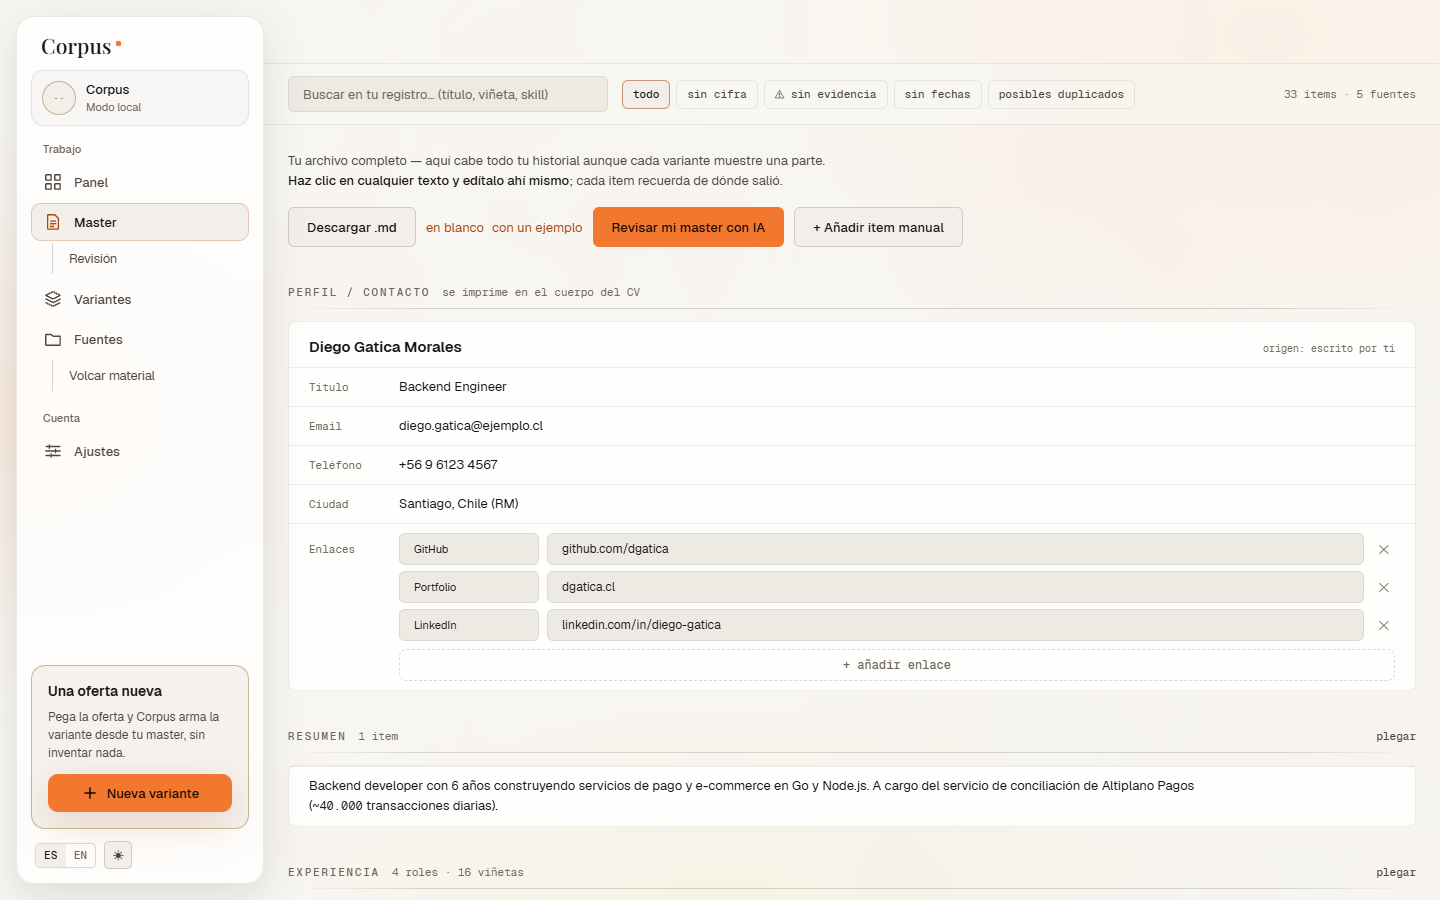 Corpus
Corpus
Modo local
Trabajo
Panel
Master
Revisión
Variantes
Fuentes
Volcar material
Cuenta
Ajustes
Una oferta nueva
Pega la oferta y Corpus arma la
variante desde tu master, sin
inventar nada.
Nueva variante
ES EN
Buscar en tu registro… (título, viñeta, skill)
todo
sin cifra
⚠ sin evidencia
sin fechas
posibles duplicados
33 items · 5 fuentes
Tu archivo completo — aquí cabe todo tu historial aunque cada variante muestre una parte.
Haz clic en cualquier texto y edítalo ahí mismo; cada item recuerda de dónde salió.
Descargar .md
en blanco
con un ejemplo
Revisar mi master con IA
+ Añadir item manual
PERFIL / CONTACTO se imprime en el cuerpo del CV
Diego Gatica Morales
origen: escrito por ti
Título Backend Engineer
Email diego.gatica@ejemplo.cl
Teléfono +56 9 6123 4567
Ciudad Santiago, Chile (RM)
Enlaces GitHub github.com/dgatica
Portfolio dgatica.cl
LinkedIn linkedin.com/in/diego-gatica
+ añadir enlace
RESUMEN 1 item plegar
Backend developer con 6 años construyendo servicios de pago y e-commerce en Go y Node.js. A cargo del servicio de conciliación de Altiplano Pagos
(~40.000 transacciones diarias).
EXPERIENCIA 4 roles · 16 viñetas plegar